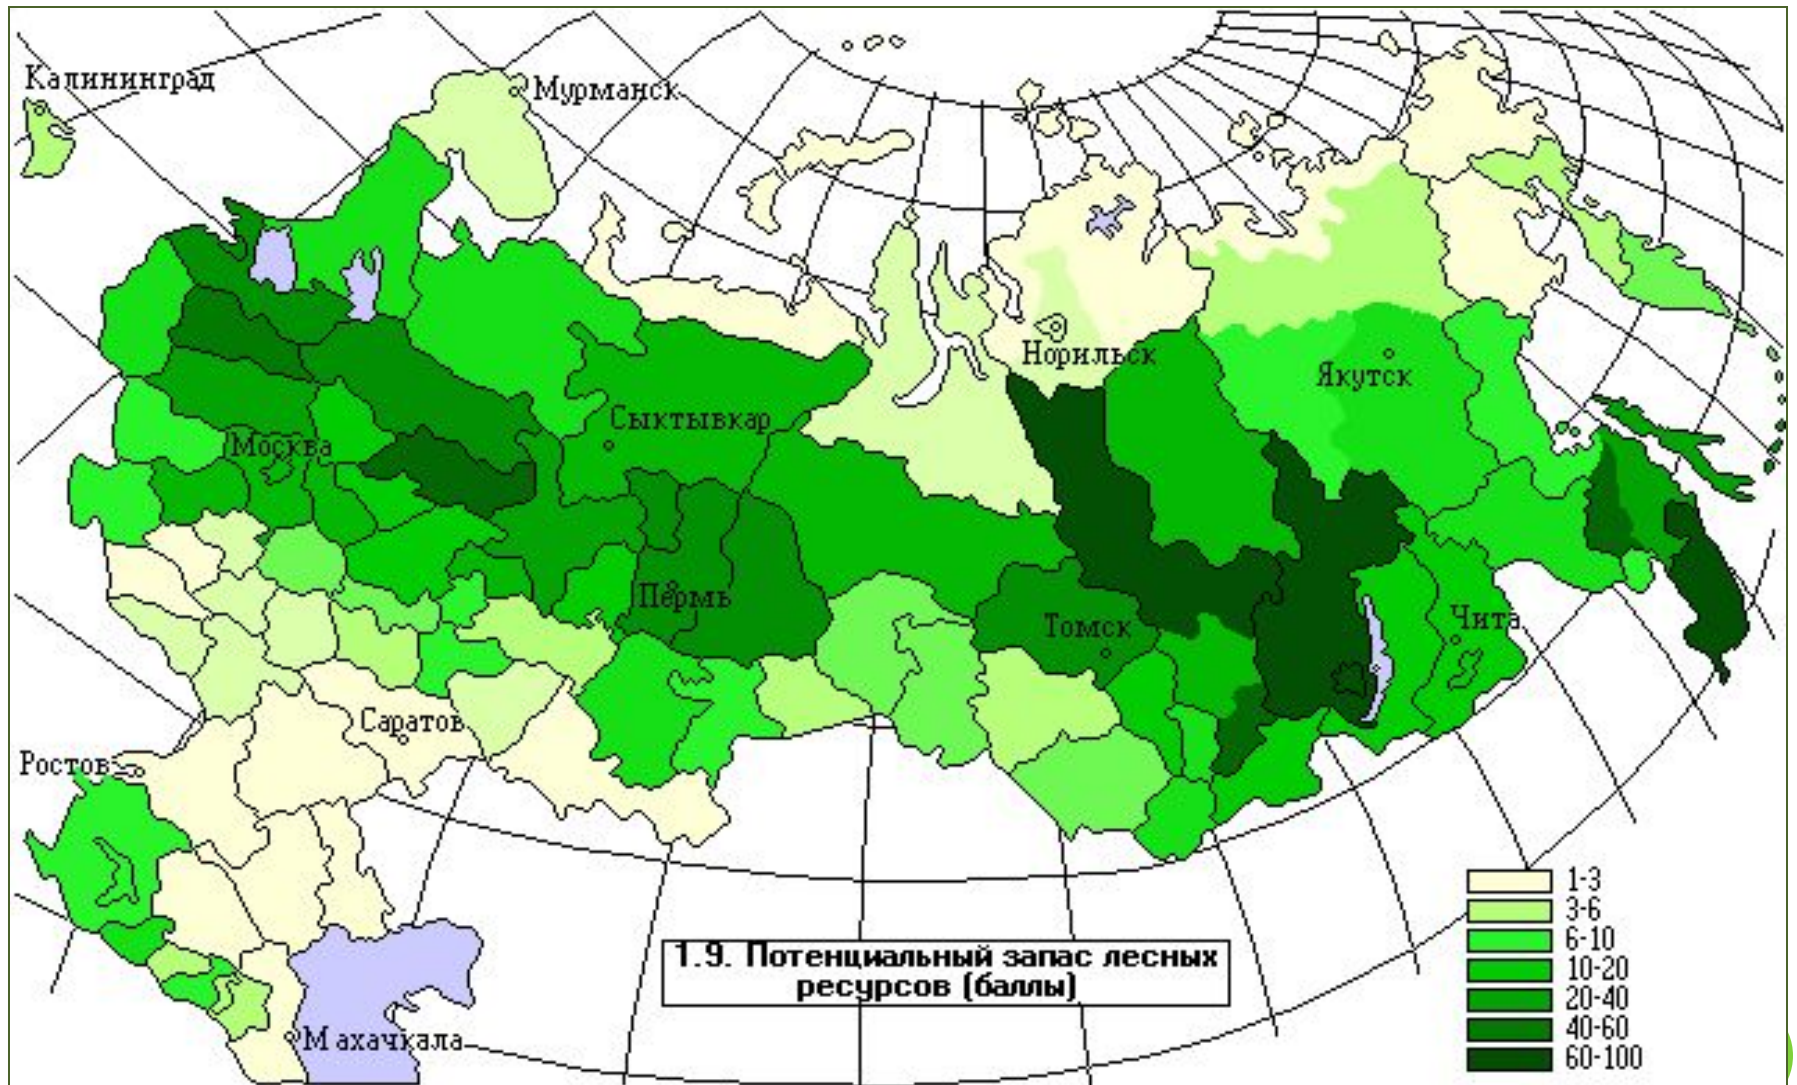 Калининград
Мурманск
Норильск
Якутск
Сыктывкар
Москва
Пермь
Томск
Чита
Саратов
Ростов
Махачкала
1.9. Потенциальный запас лесных
ресурсов (баллы)
1-3
3-6
6-10
10-20
20-40
40-60
60-100